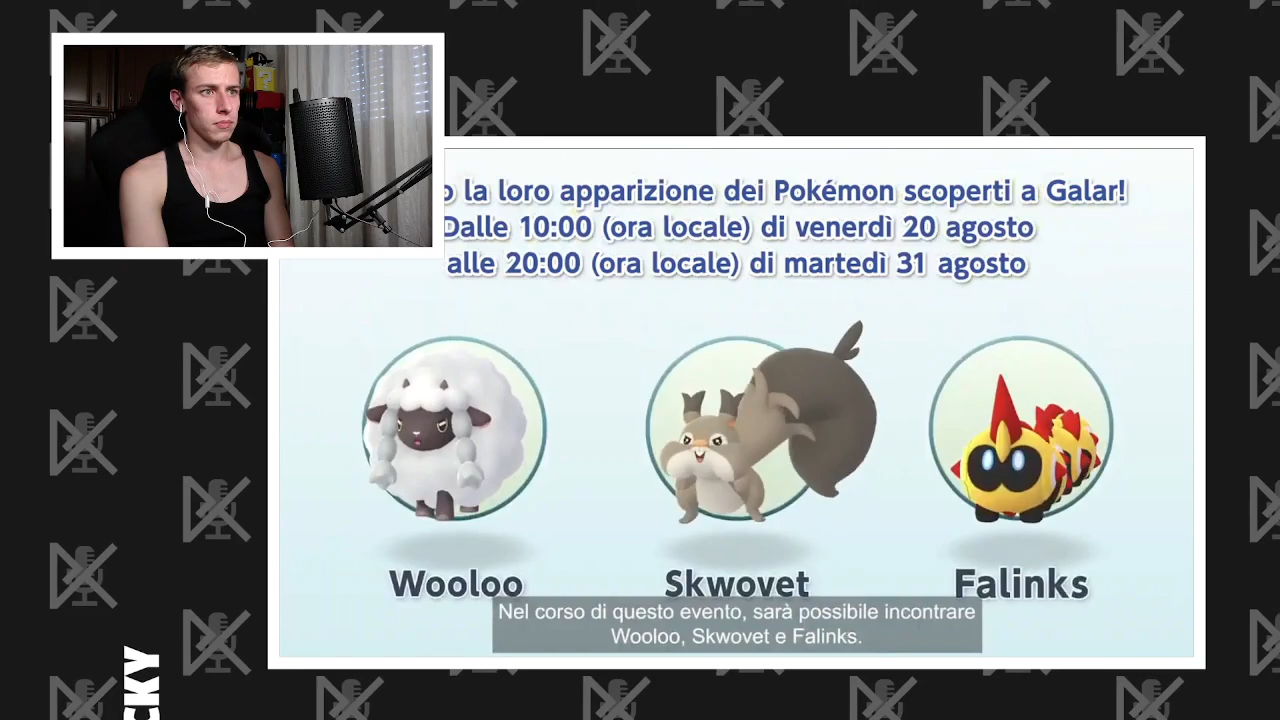 o la loro apparizione dei Pokémon scoperti a Galar!
Dalle 10:00 (ora locale) di venerdì 20 agosto
alle 20:00 (ora locale) di martedì 31 agosto
Wooloo
Skwovet
Falinks
Nel corso di questo evento, sarà possibile incontrare
Wooloo, Skwovet e Falinks.
CKY